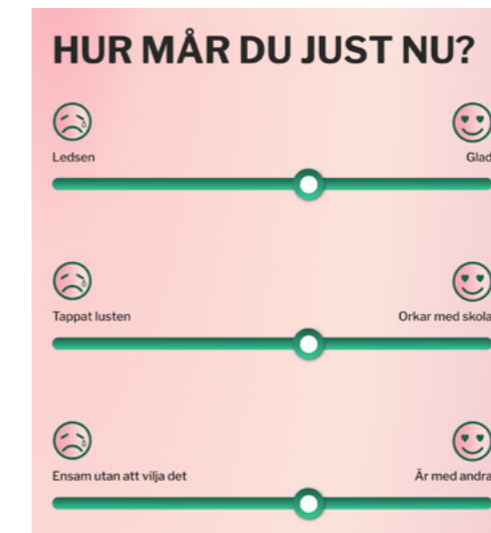 HUR MÅR DU JUST NU?
Ledsen
Glad
Tappat lusten
Orkar med skola
Ensam utan att vilja det
Är med andra